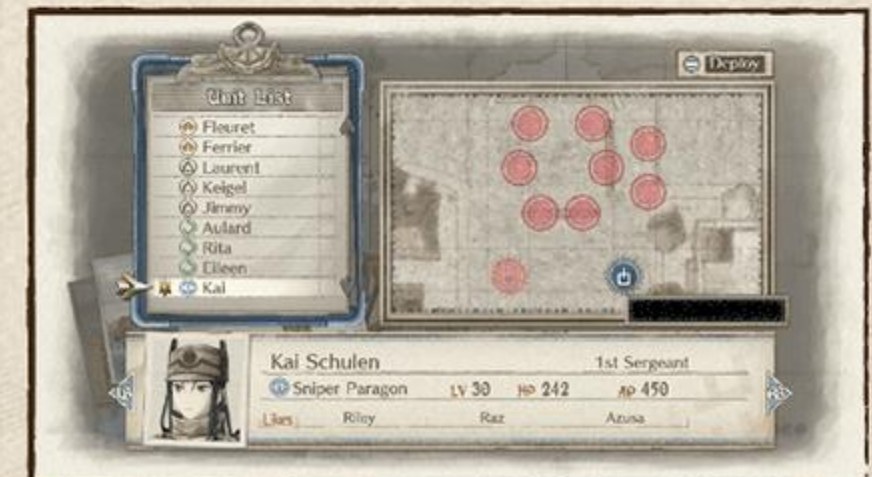 Deploy
Unit List
Fleuret
Ferrier
Laurent
Keigel
Jimmy
Aulard
Rita
Eileen
Kai
Kai Schulen 1st Sergeant
Sniper Paragon LV 30 HP 242 AP 450
Likes Riley Raz Azusa